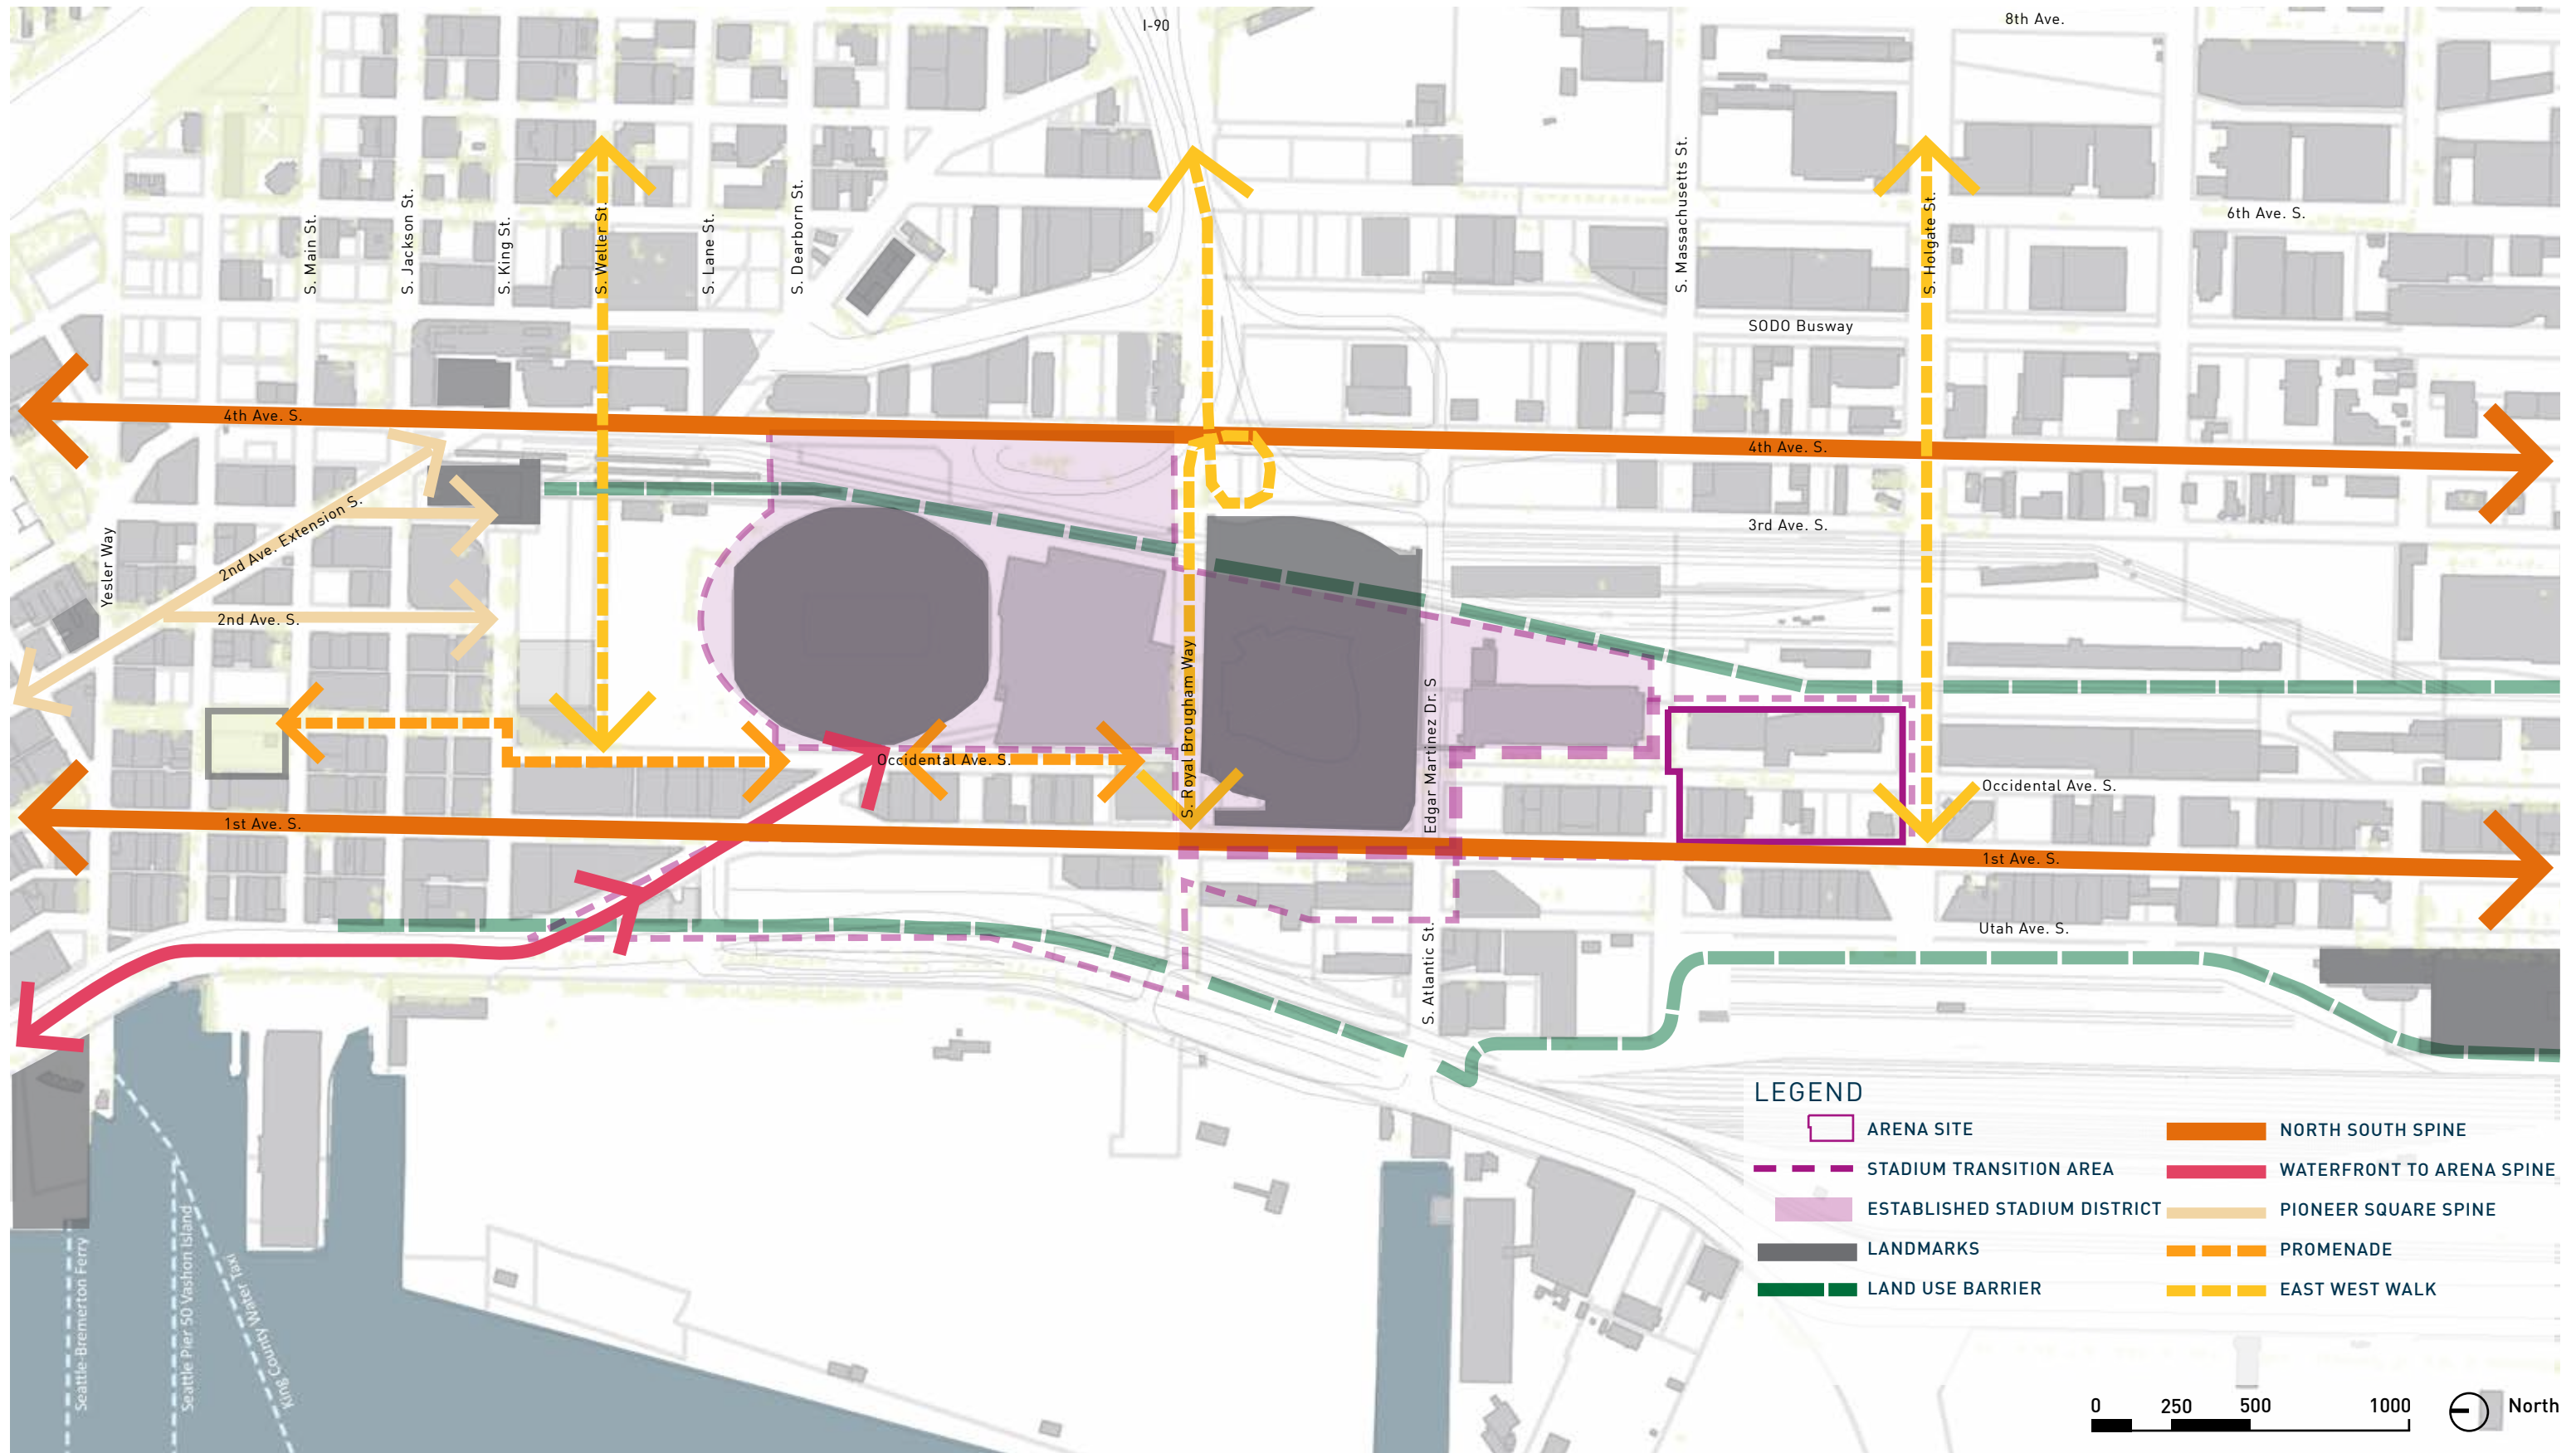 8th Ave.
I-90
S. Main St.
S. Jackson St.
S. King St.
S. Weller St.
S. Lane St.
S. Dearborn St.
S. Massachusetts St.
S. Holgate St.
6th Ave. S.
SODO Busway
4th Ave. S.
4th Ave. S.
3rd Ave. S.
Yesler Way
2nd Ave. Extension S.
2nd Ave. S.
S. Royal Brougham Way
Edgar Martinez Dr. S
Occidental Ave. S.
Occidental Ave. S.
1st Ave. S.
1st Ave. S.
Utah Ave. S.
S. Atlantic St.
Seattle-Bremerton Ferry
Seattle Pier 50 Vashon Island
King County Water Taxi
LEGEND
ARENA SITE
STADIUM TRANSITION AREA
ESTABLISHED STADIUM DISTRICT
LANDMARKS
LAND USE BARRIER
NORTH SOUTH SPINE
WATERFRONT TO ARENA SPINE
PIONEER SQUARE SPINE
PROMENADE
EAST WEST WALK
0 250 500 1000
North